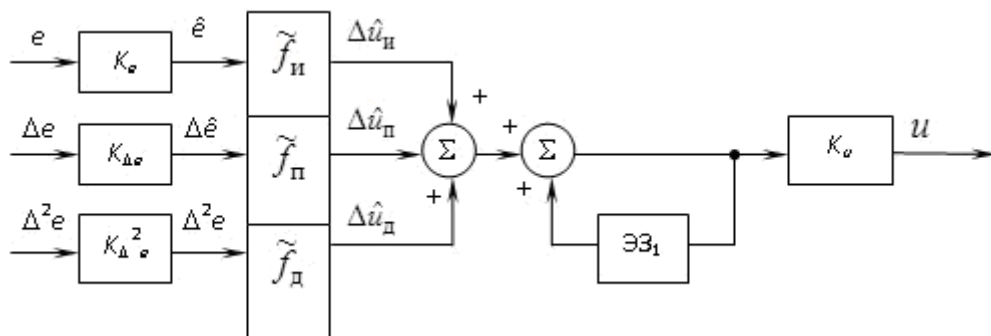 e
K_e
ê
f̃_и
Δû_и
+
Δe
K_Δe
Δê
f̃_п
Δû_п
Σ
+
Σ
K_u
u
+
+
Δ²e
K_Δ²e
Δ²e
f̃_д
Δû_д
ЭЗ₁